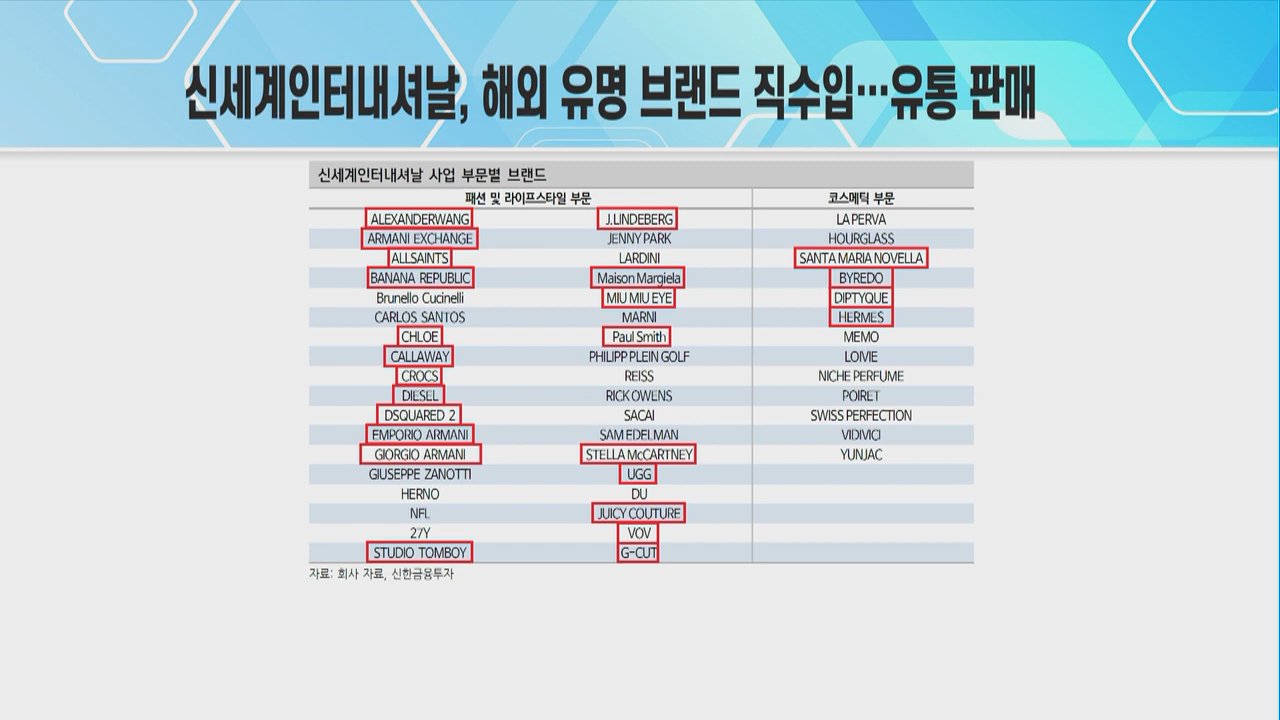 신세계인터내셔날, 해외 유명 브랜드 직수입…유통 판매
신세계인터내셔날 사업 부문별 브랜드
패션 및 라이프스타일 부문 코스메틱 부문
ALEXANDERWANG J.LINDEBERG LA PERVA
ARMANI EXCHANGE JENNY PARK HOURGLASS
ALLSAINTS LARDINI SANTA MARIA NOVELLA
BANANA REPUBLIC Maison Margiela BYREDO
Brunello Cucinelli MIU MIU EYE DIPTYQUE
CARLOS SANTOS MARNI HERMES
CHLOE Paul Smith MEMO
CALLAWAY PHILIPP PLEIN GOLF LOIVIE
CROCS REISS NICHE PERFUME
DIESEL RICK OWENS POIRET
DSQUARED 2 SACAI SWISS PERFECTION
EMPORIO ARMANI SAM EDELMAN VIDIVICI
GIORGIO ARMANI STELLA McCARTNEY YUNJAC
GIUSEPPE ZANOTTI UGG
HERNO DU
NFL JUICY COUTURE
27Y VOV
STUDIO TOMBOY G-CUT
자료: 회사 자료, 신한금융투자